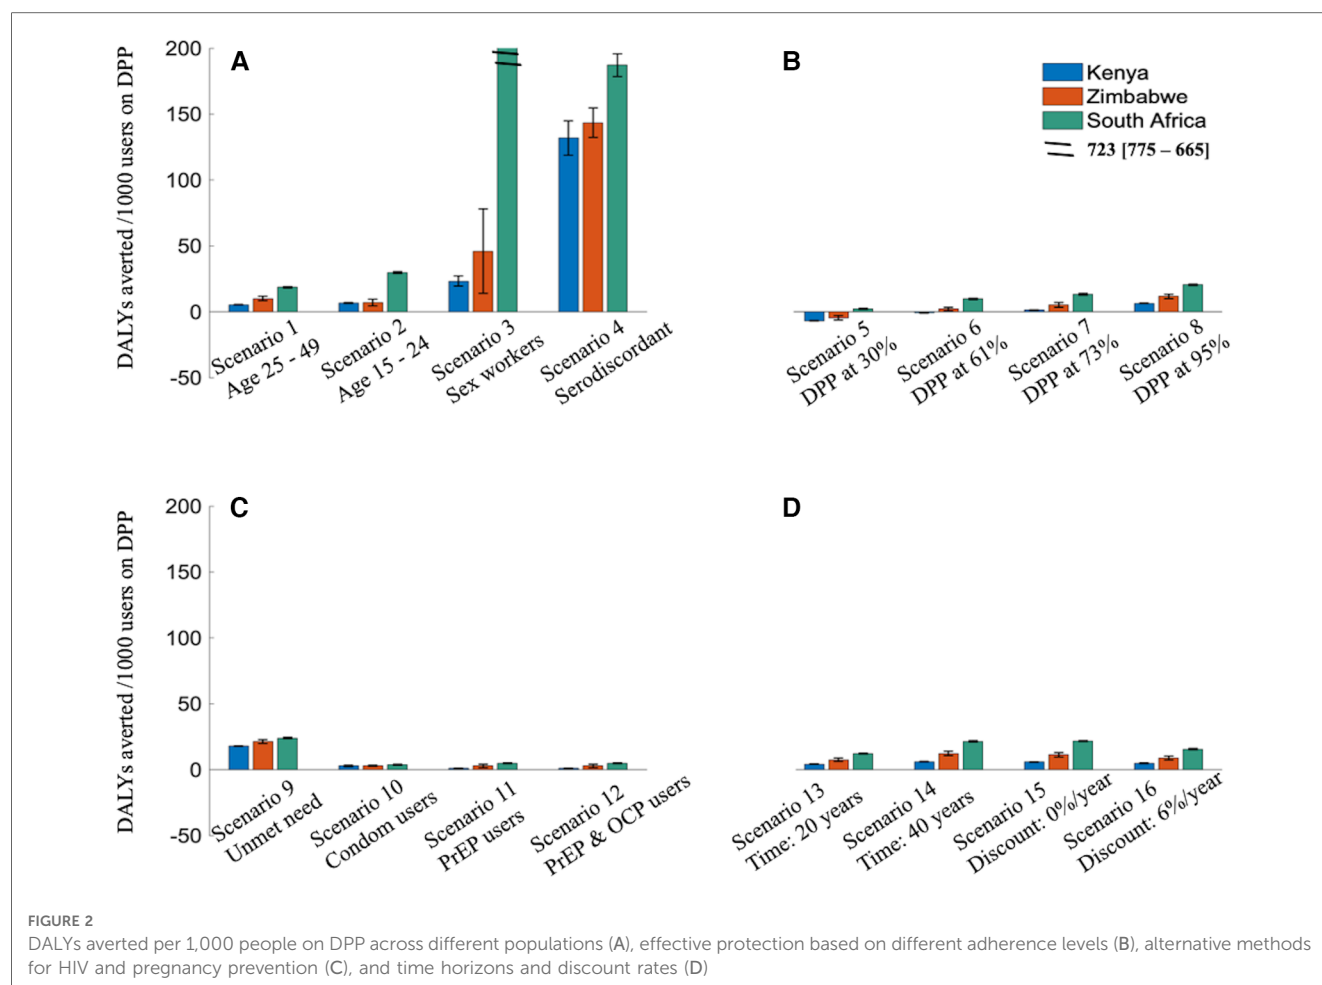 DALYs averted /1000 users on DPP
A
200
150
100
50
0
-50
Scenario 1
Age 25 - 49
Scenario 2
Age 15 - 24
Scenario 3
Sex workers
Scenario 4
Serodiscordant
B
Kenya
Zimbabwe
South Africa
723 [775 – 665]
Scenario 5
DPP at 30%
Scenario 6
DPP at 61%
Scenario 7
DPP at 73%
Scenario 8
DPP at 95%
DALYs averted /1000 users on DPP
C
200
150
100
50
0
-50
Scenario 9
Unmet need
Scenario 10
Condom users
Scenario 11
PrEP users
Scenario 12
PrEP & OCP users
D
Scenario 13
Time: 20 years
Scenario 14
Time: 40 years
Scenario 15
Discount: 0%/year
Scenario 16
Discount: 6%/year
FIGURE 2
DALYs averted per 1,000 people on DPP across different populations (A), effective protection based on different adherence levels (B), alternative methods
for HIV and pregnancy prevention (C), and time horizons and discount rates (D)